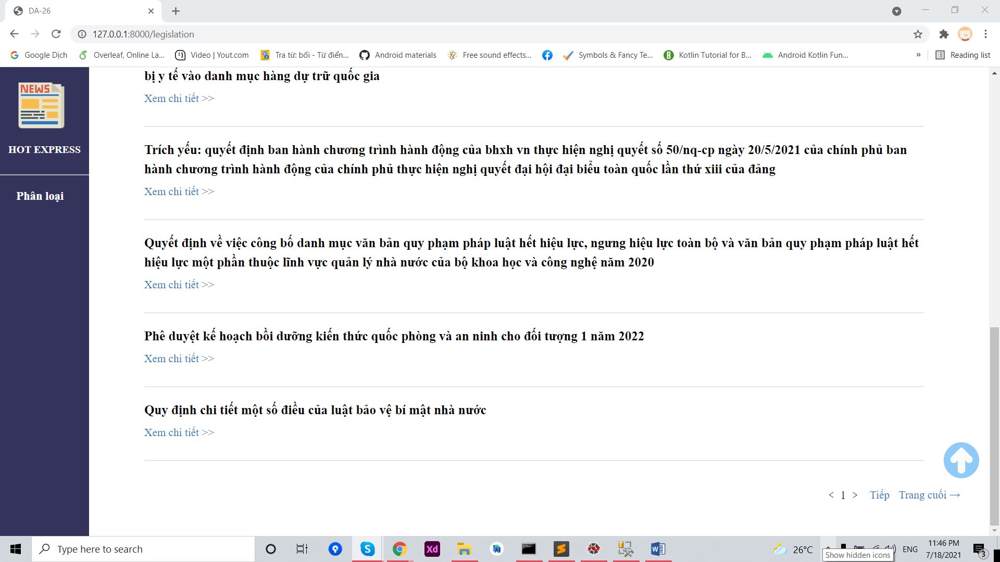 DA-26
127.0.0.1:8000/legislation
Google Dịch
Overleaf, Online La...
Video | Yout.com
Tra từ: bối - Từ điển...
Android materials
Free sound effects...
Symbols & Fancy Te...
Kotlin Tutorial for B...
Android Kotlin Fun...
»
Reading list
NEWS
HOT EXPRESS
Phân loại
bị y tế vào danh mục hàng dự trữ quốc gia
Xem chi tiết >>
Trích yếu: quyết định ban hành chương trình hành động của bhxh vn thực hiện nghị quyết số 50/nq-cp ngày 20/5/2021 của chính phủ ban
hành chương trình hành động của chính phủ thực hiện nghị quyết đại hội đại biểu toàn quốc lần thứ xiii của đảng
Xem chi tiết >>
Quyết định về việc công bố danh mục văn bản quy phạm pháp luật hết hiệu lực, ngưng hiệu lực toàn bộ và văn bản quy phạm pháp luật hết
hiệu lực một phần thuộc lĩnh vực quản lý nhà nước của bộ khoa học và công nghệ năm 2020
Xem chi tiết >>
Phê duyệt kế hoạch bồi dưỡng kiến thức quốc phòng và an ninh cho đối tượng 1 năm 2022
Xem chi tiết >>
Quy định chi tiết một số điều của luật bảo vệ bí mật nhà nước
Xem chi tiết >>
< 1 > Tiếp Trang cuối →
Type here to search
Xd
26°C
ENG
11:46 PM
7/18/2021
3
Show hidden icons